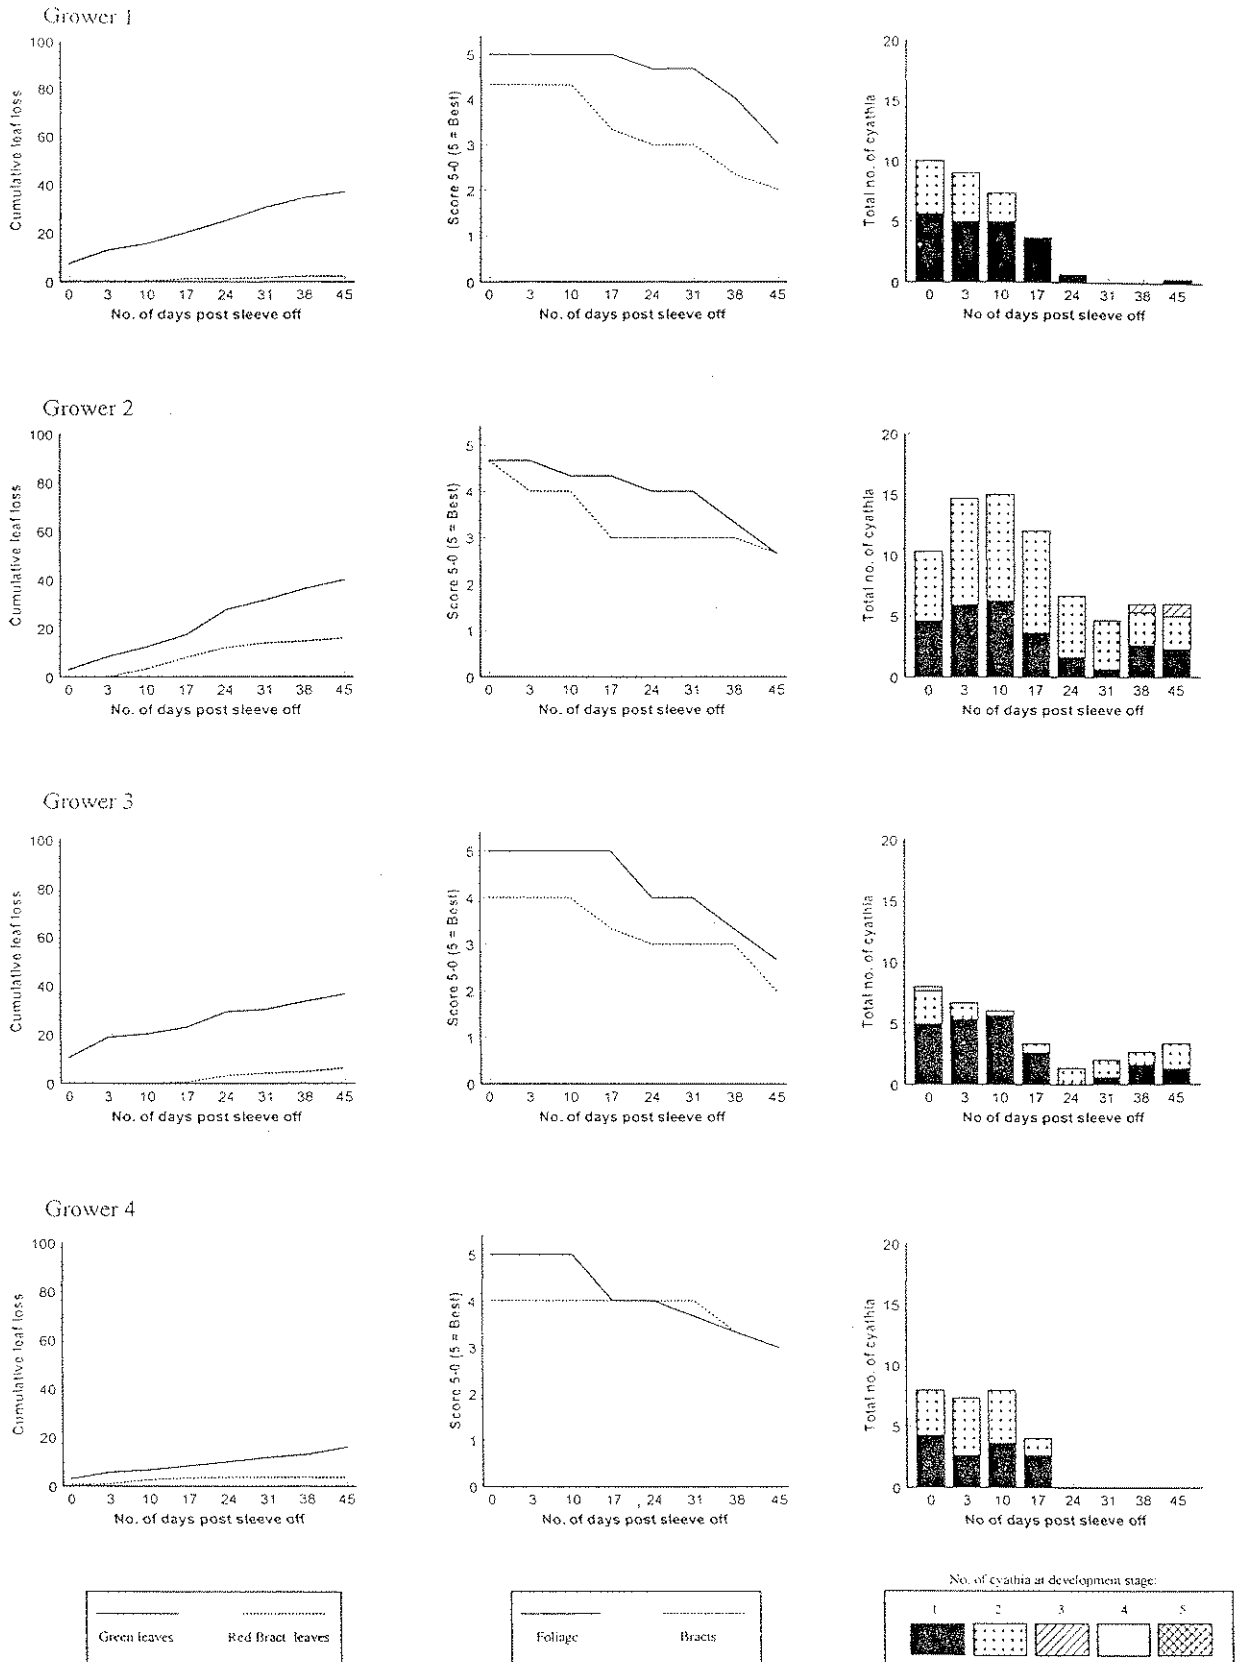 Grower 1
Cumulative leaf loss
100
80
60
40
20
0
0 3 10 17 24 31 38 45
No. of days post sleeve off
Score 5-0 (5 = Best)
5
4
3
2
1
0
0 3 10 17 24 31 38 45
No. of days post sleeve off
Total no. of cyathia
20
15
10
5
0
0 3 10 17 24 31 38 45
No of days post sleeve off
Grower 2
Cumulative leaf loss
100
80
60
40
20
0
0 3 10 17 24 31 38 45
No. of days post sleeve off
Score 5-0 (5 = Best)
5
4
3
2
1
0
0 3 10 17 24 31 38 45
No. of days post sleeve off
Total no. of cyathia
20
15
10
5
0
0 3 10 17 24 31 38 45
No of days post sleeve off
Grower 3
Cumulative leaf loss
100
80
60
40
20
0
0 3 10 17 24 31 38 45
No. of days post sleeve off
Score 5-0 (5 = Best)
5
4
3
2
1
0
0 3 10 17 24 31 38 45
No. of days post sleeve off
Total no. of cyathia
20
15
10
5
0
0 3 10 17 24 31 38 45
No of days post sleeve off
Grower 4
Cumulative leaf loss
100
80
60
40
20
0
0 3 10 17 24 31 38 45
No. of days post sleeve off
Score 5-0 (5 = Best)
5
4
3
2
1
0
0 3 10 17 24 31 38 45
No. of days post sleeve off
Total no. of cyathia
20
15
10
5
0
0 3 10 17 24 31 38 45
No of days post sleeve off
Green leaves Red Bract leaves
Foliage Bracts
No. of cyathia at development stage:
1 2 3 4 5